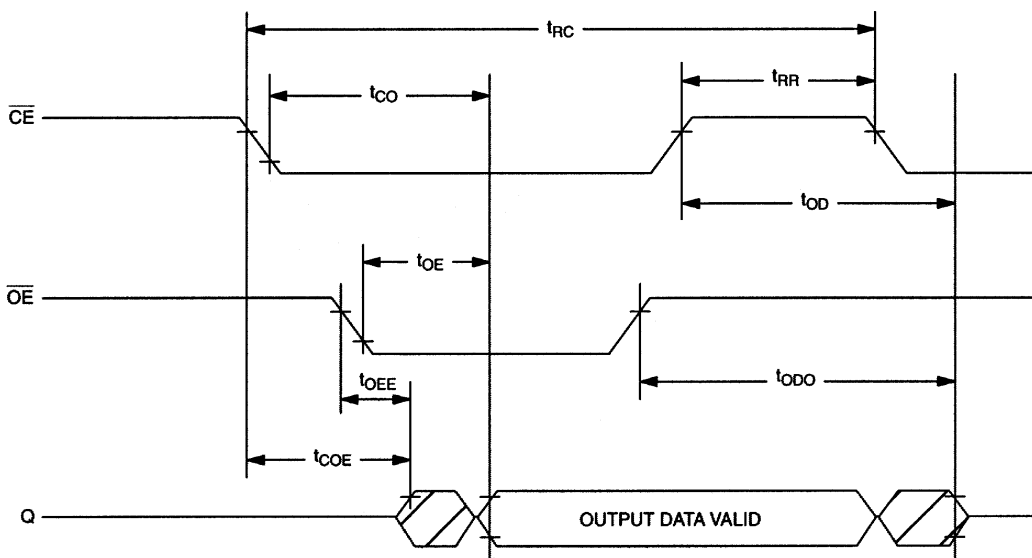 tRC
tRR
tCO
CE
tOD
tOE
OE
tOEE
tODO
tCOE
Q
OUTPUT DATA VALID